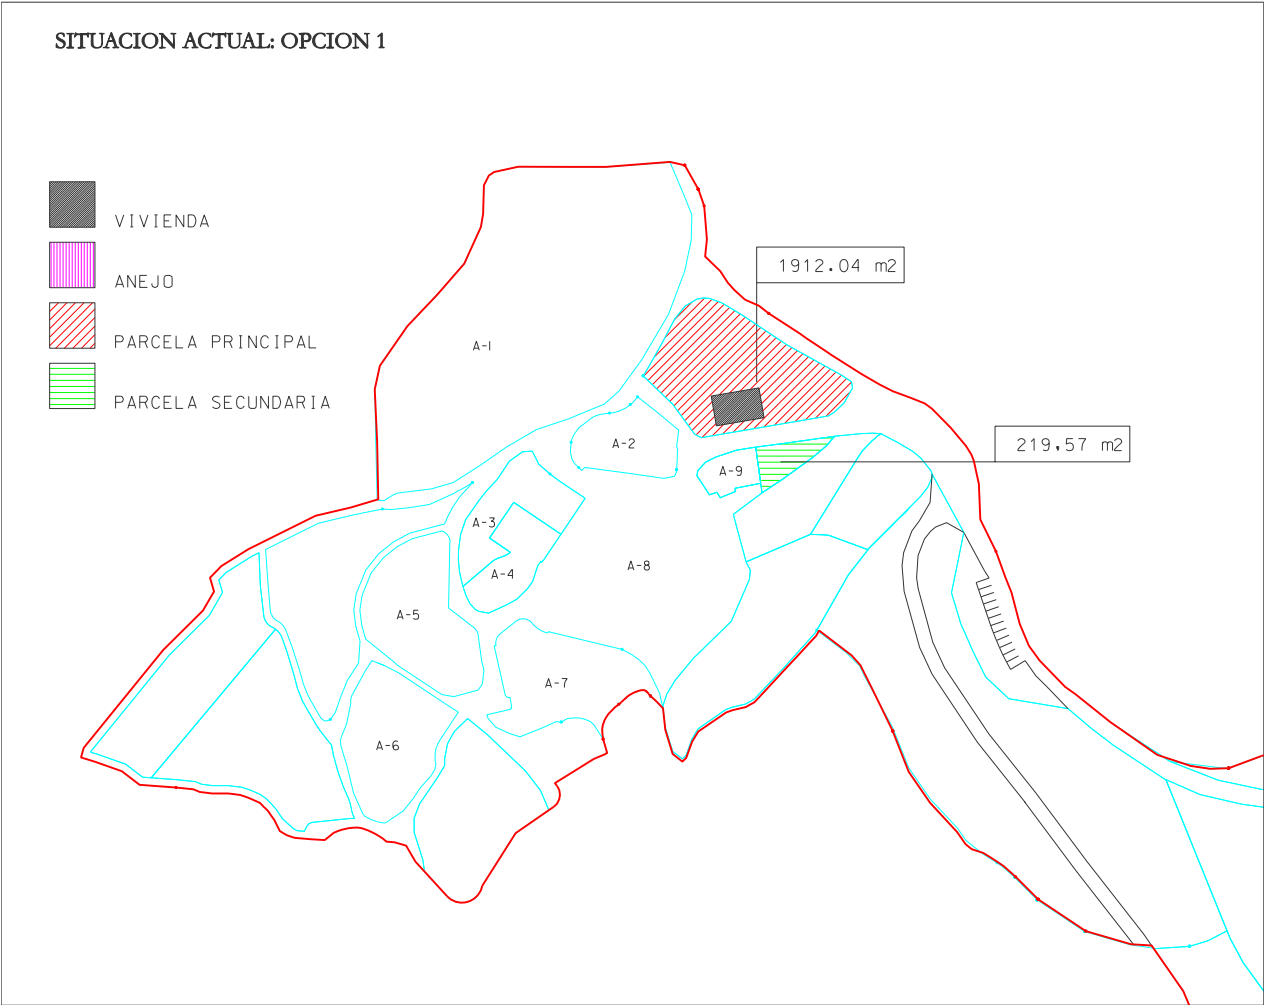 SITUACION ACTUAL: OPCION 1
VIVIENDA
ANEJO
PARCELA PRINCIPAL
PARCELA SECUNDARIA
1912.04 m2
A-1
A-2
219,57 m2
A-9
A-3
A-8
A-4
A-5
A-7
A-6